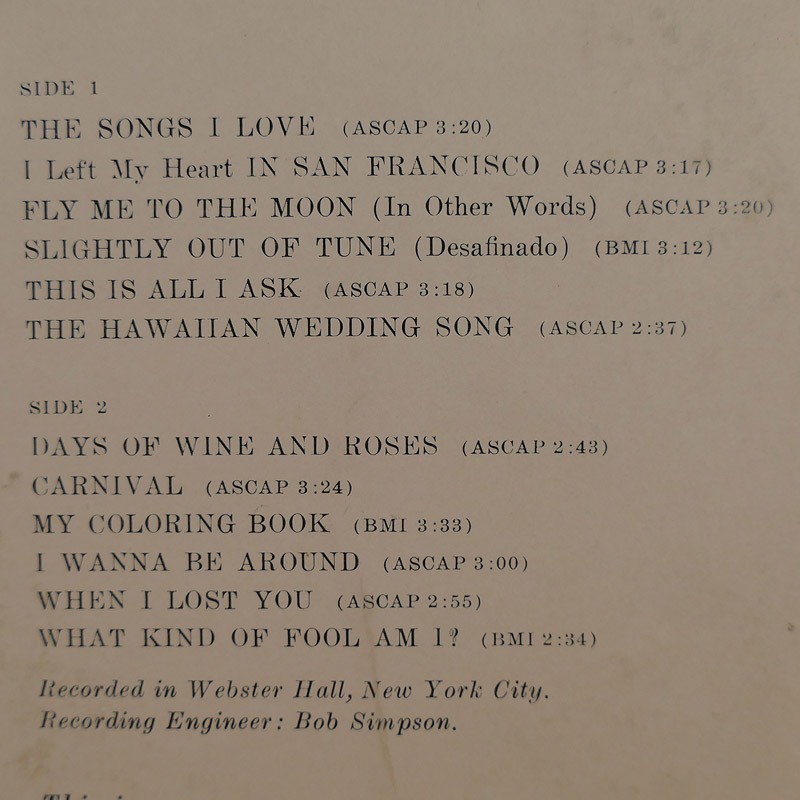 SIDE 1
THE SONGS I LOVE (ASCAP 3:20)
I Left My Heart IN SAN FRANCISCO (ASCAP 3:17)
FLY ME TO THE MOON (In Other Words) (ASCAP 3:20)
SLIGHTLY OUT OF TUNE (Desafinado) (BMI 3:12)
THIS IS ALL I ASK (ASCAP 3:18)
THE HAWAIIAN WEDDING SONG (ASCAP 2:37)
SIDE 2
DAYS OF WINE AND ROSES (ASCAP 2:43)
CARNIVAL (ASCAP 3:24)
MY COLORING BOOK (BMI 3:33)
I WANNA BE AROUND (ASCAP 3:00)
WHEN I LOST YOU (ASCAP 2:55)
WHAT KIND OF FOOL AM I? (BMI 2:34)
Recorded in Webster Hall, New York City.
Recording Engineer: Bob Simpson.